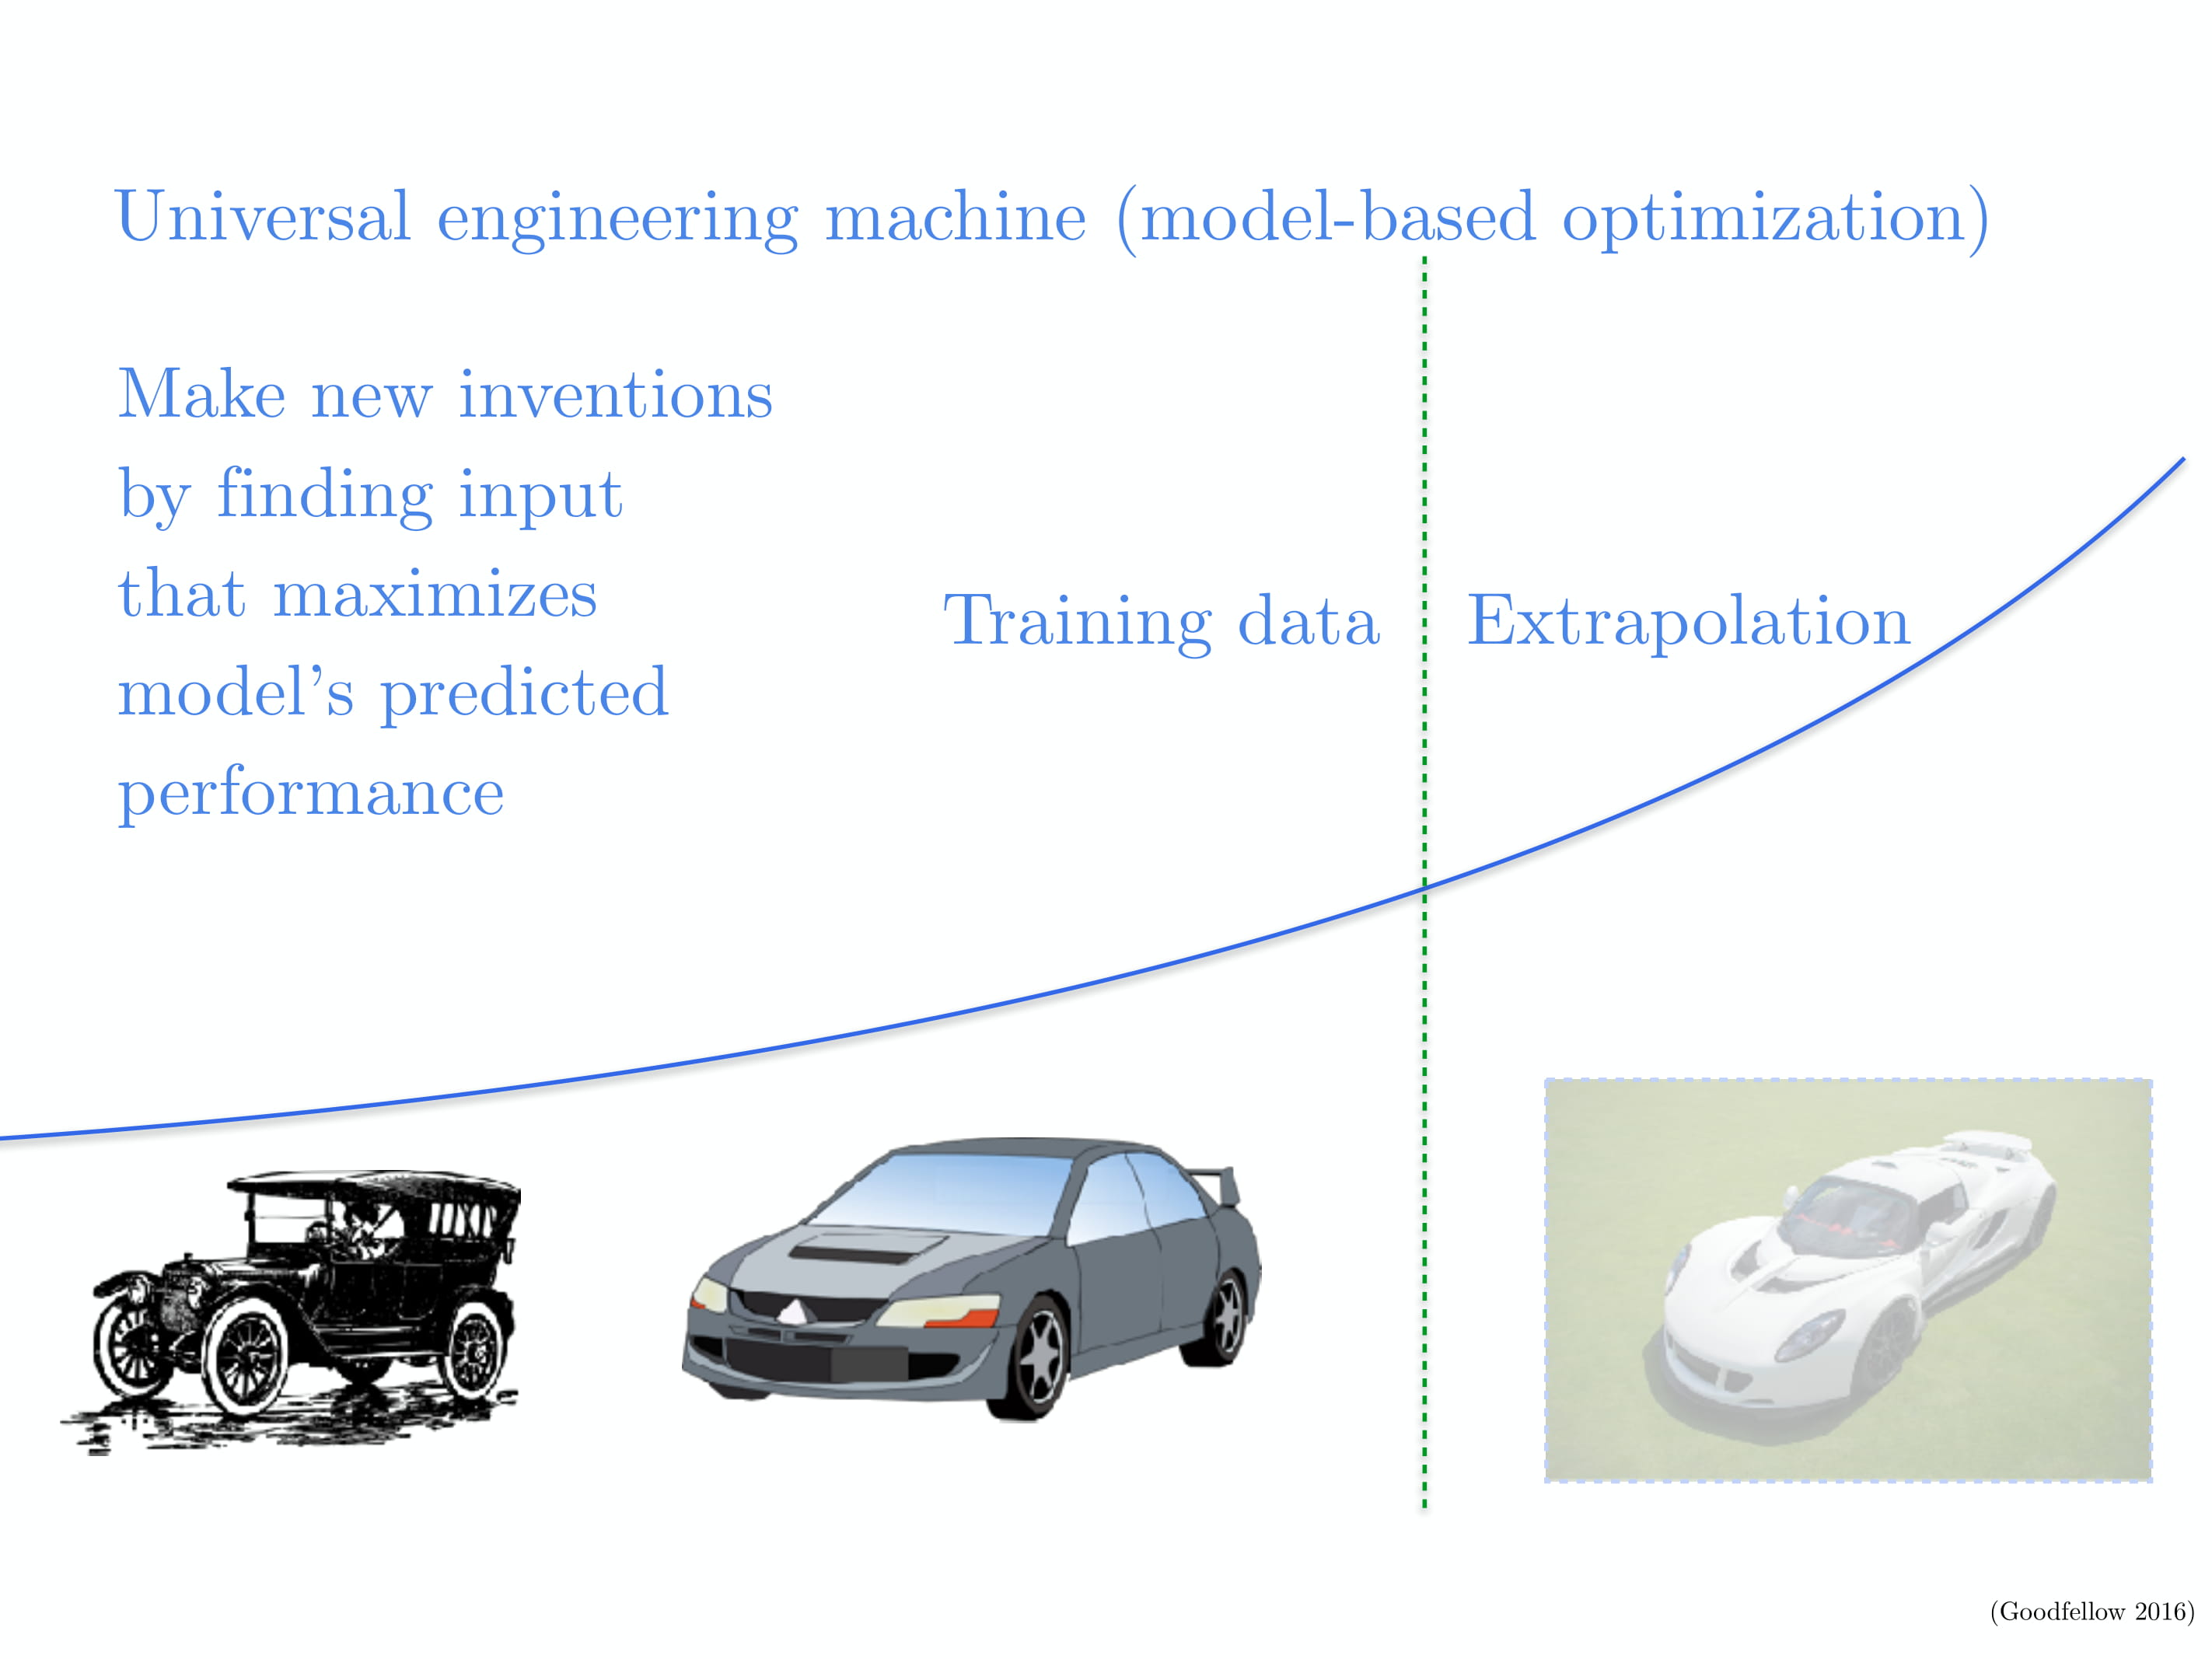 Universal engineering machine (model-based optimization)
Make new inventions
by finding input
that maximizes
model's predicted
performance
Training data
Extrapolation
(Goodfellow 2016)